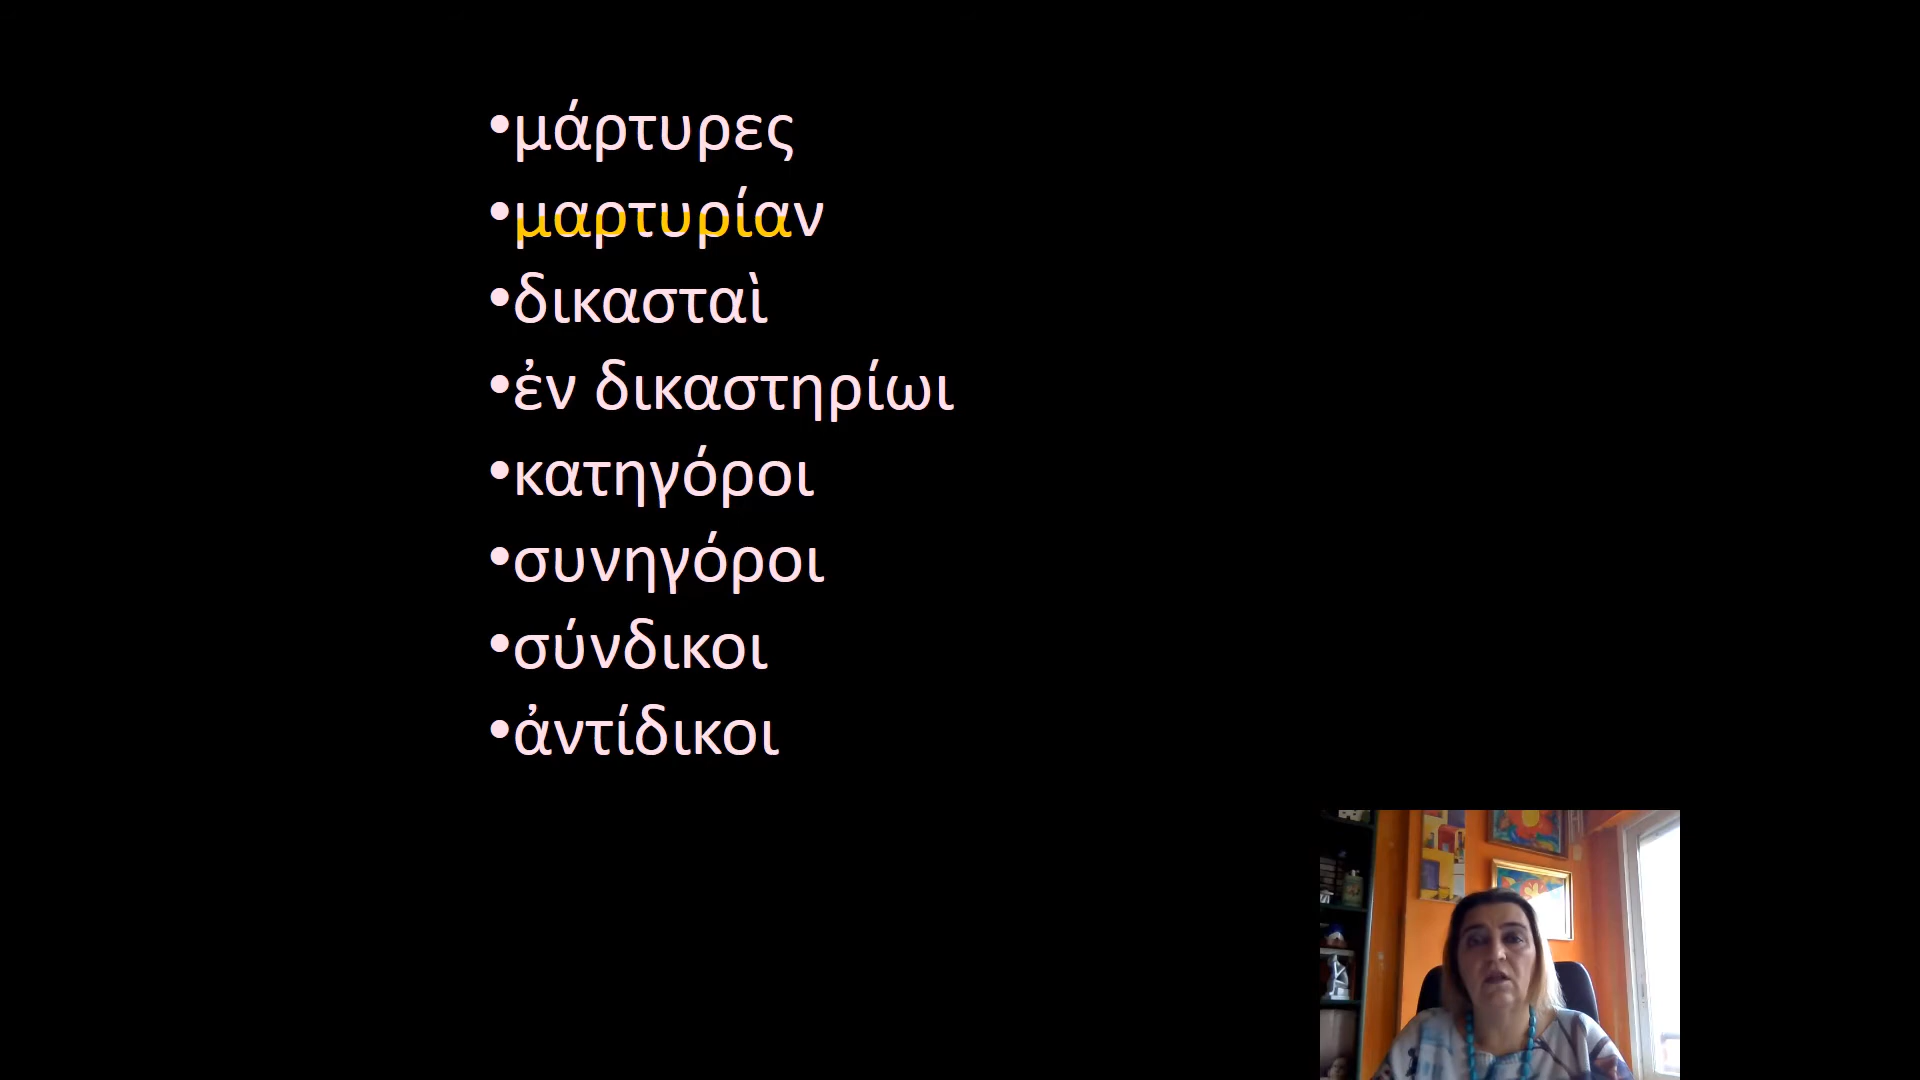 •μάρτυρες
•μαρτυρίαν
•δικασταὶ
•ἐν δικαστηρίωι
•κατηγόροι
•συνηγόροι
•σύνδικοι
•ἀντίδικοι